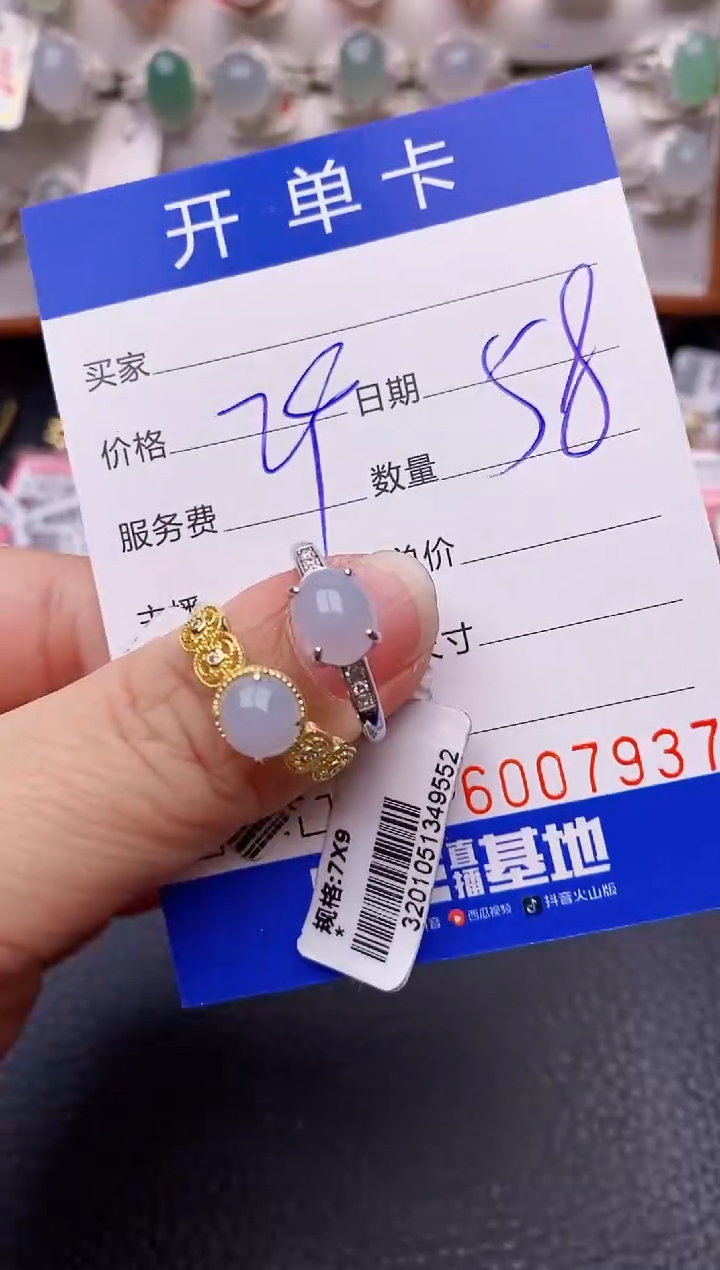 开单卡
买家
价格 24 日期 58
服务费 数量
单价
寸
6007937
直播基地
西瓜视频 抖音火山版
规格:7X9
*
3201051349552